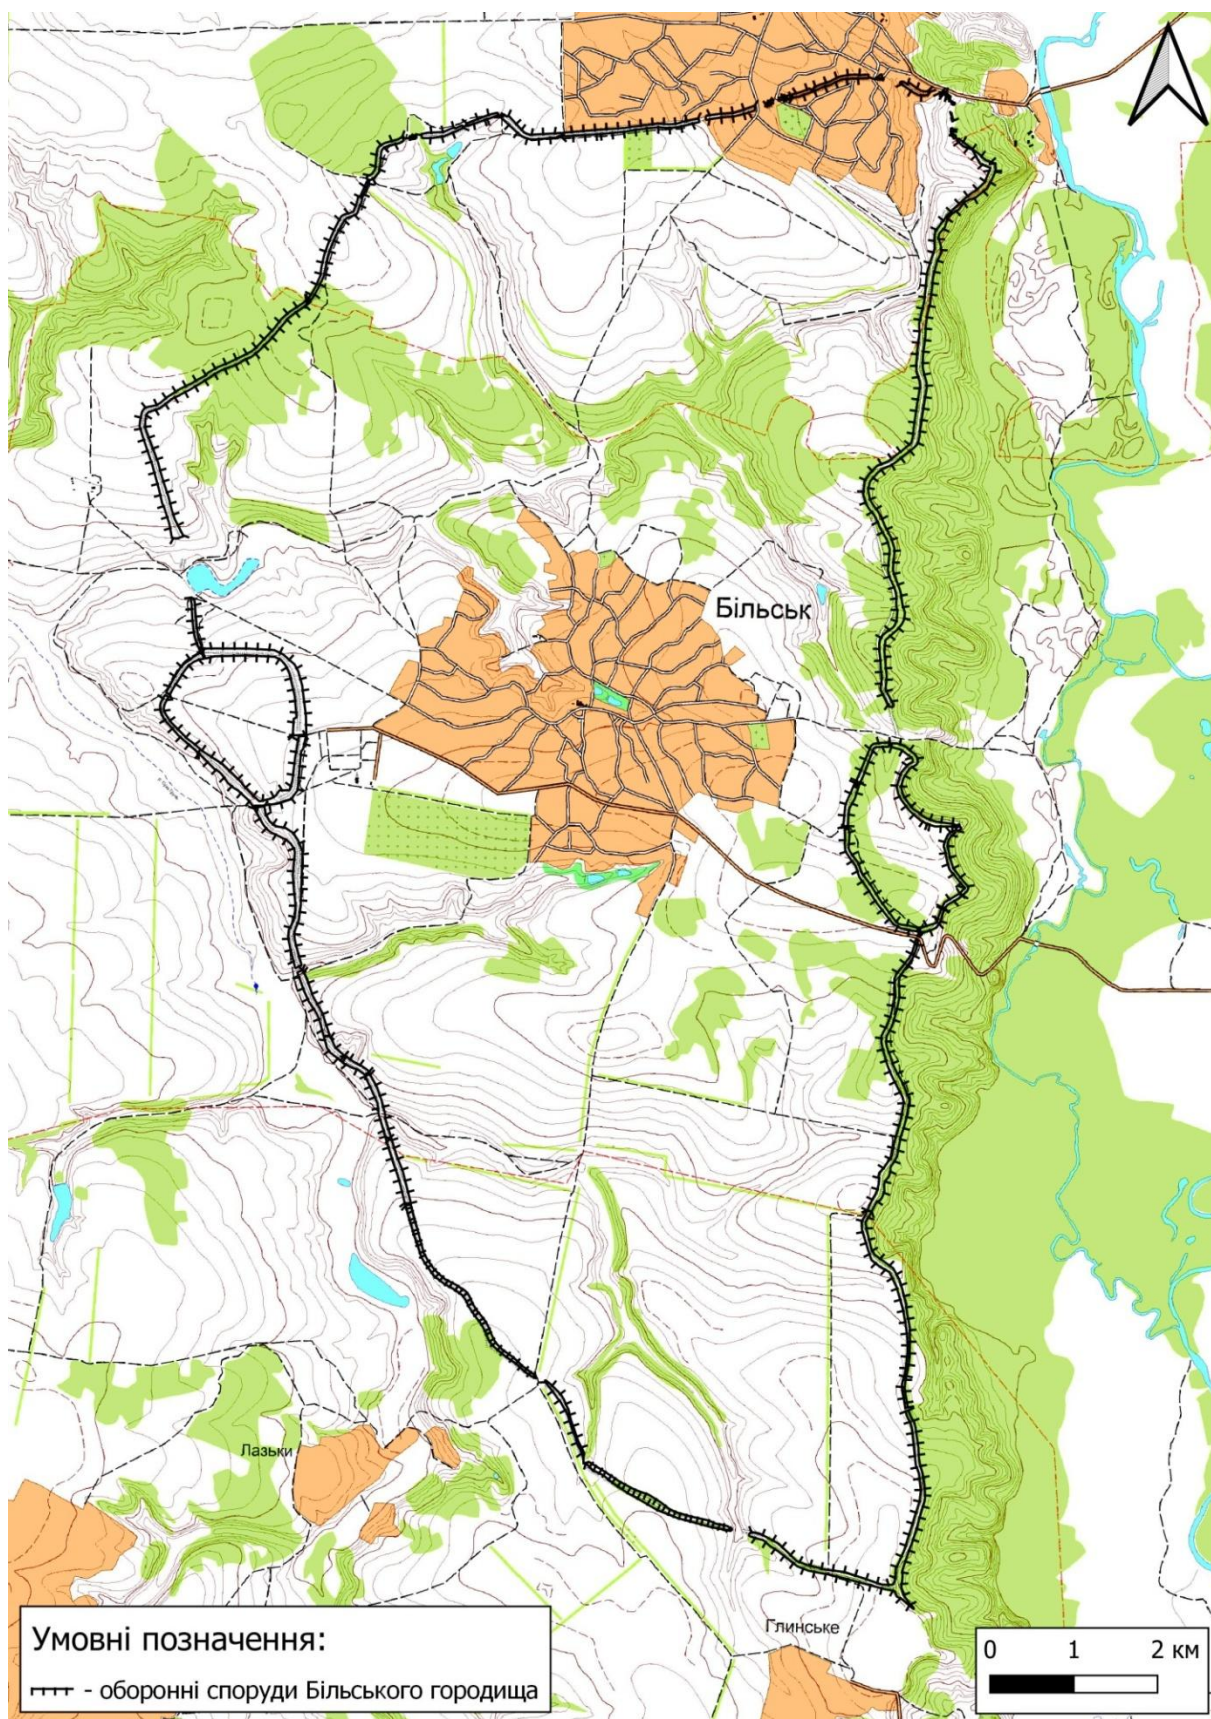 Більськ
Лазьки
Глинське
Умовні позначення:
- оборонні споруди Більського городища
0 1 2 км